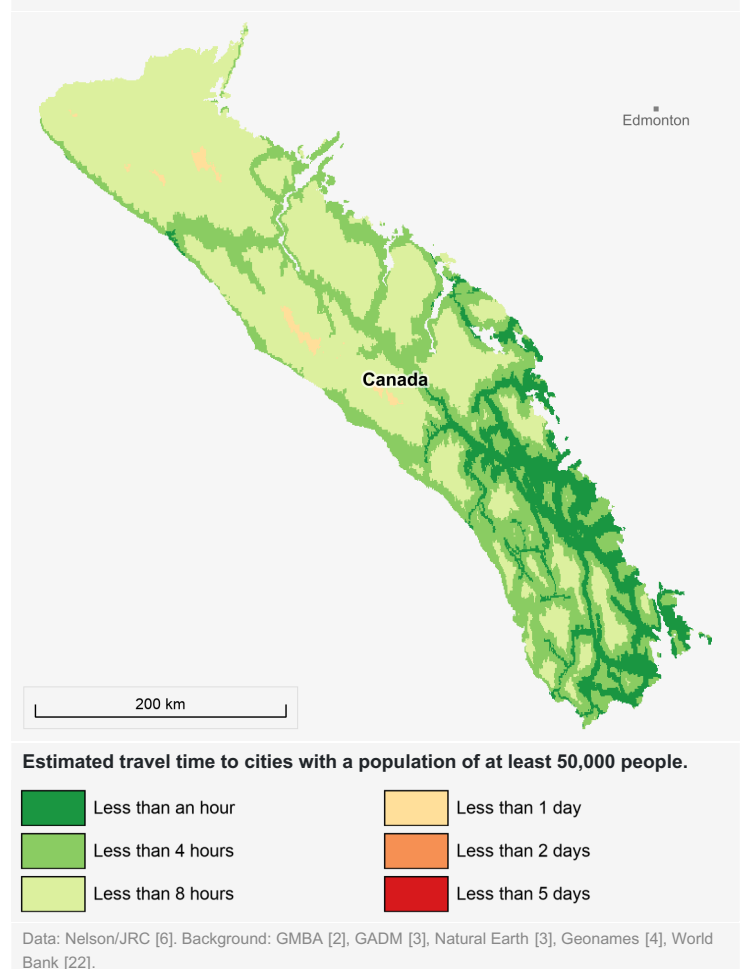 Edmonton
Canada
200 km
Estimated travel time to cities with a population of at least 50,000 people.
Less than an hour
Less than 4 hours
Less than 8 hours
Less than 1 day
Less than 2 days
Less than 5 days
Data: Nelson/JRC [6]. Background: GMBA [2], GADM [3], Natural Earth [3], Geonames [4], World
Bank [22].